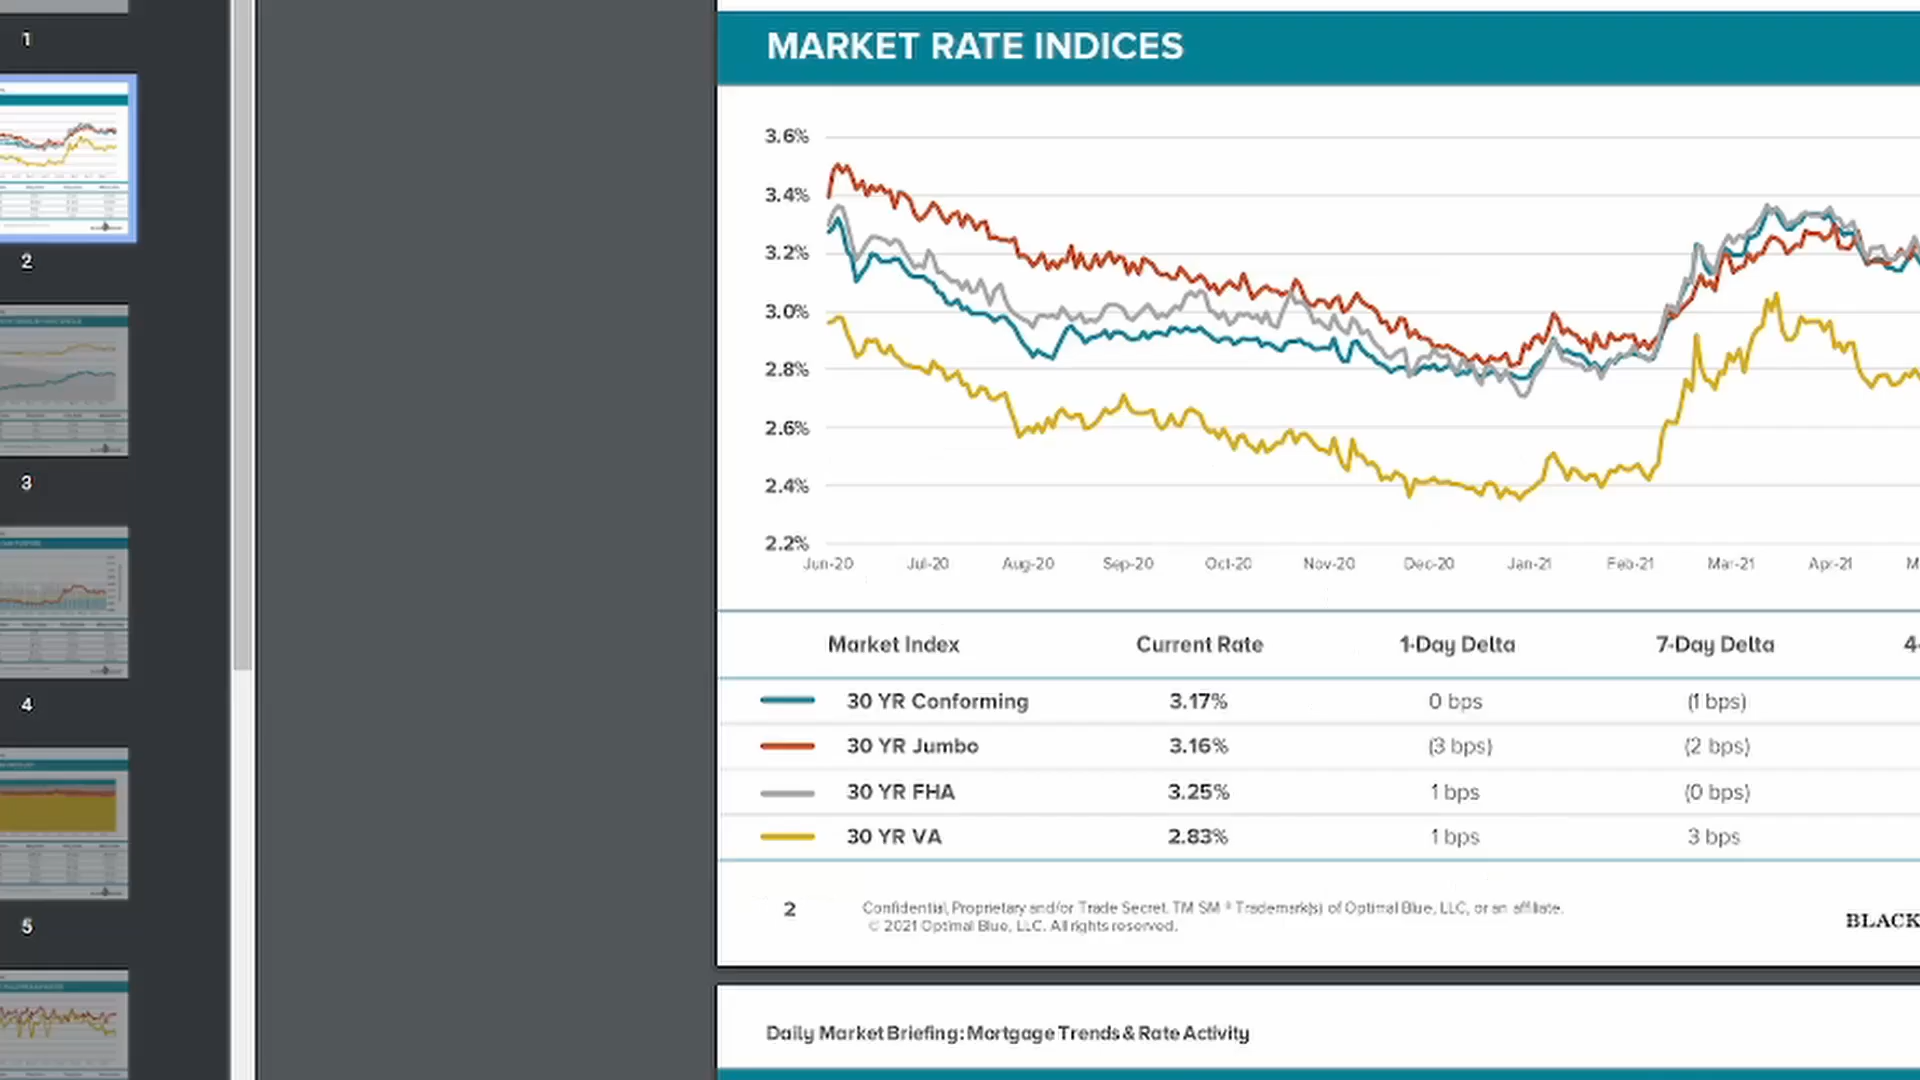 1
2
3
4
5
MARKET RATE INDICES
3.6%
3.4%
3.2%
3.0%
2.8%
2.6%
2.4%
2.2%
Jun-20 Jul-20 Aug-20 Sep-20 Oct-20 Nov-20 Dec-20 Jan-21 Feb-21 Mar-21 Apr-21 M
Market Index Current Rate 1-Day Delta 7-Day Delta 4-
30 YR Conforming 3.17% 0 bps (1 bps)
30 YR Jumbo 3.16% (3 bps) (2 bps)
30 YR FHA 3.25% 1 bps (0 bps)
30 YR VA 2.83% 1 bps 3 bps
2
Confidential, Proprietary and/or Trade Secret. TM SM ® Trademark(s) of Optimal Blue, LLC, or an affiliate.
© 2021 Optimal Blue, LLC. All rights reserved.
BLACK
Daily Market Briefing: Mortgage Trends & Rate Activity